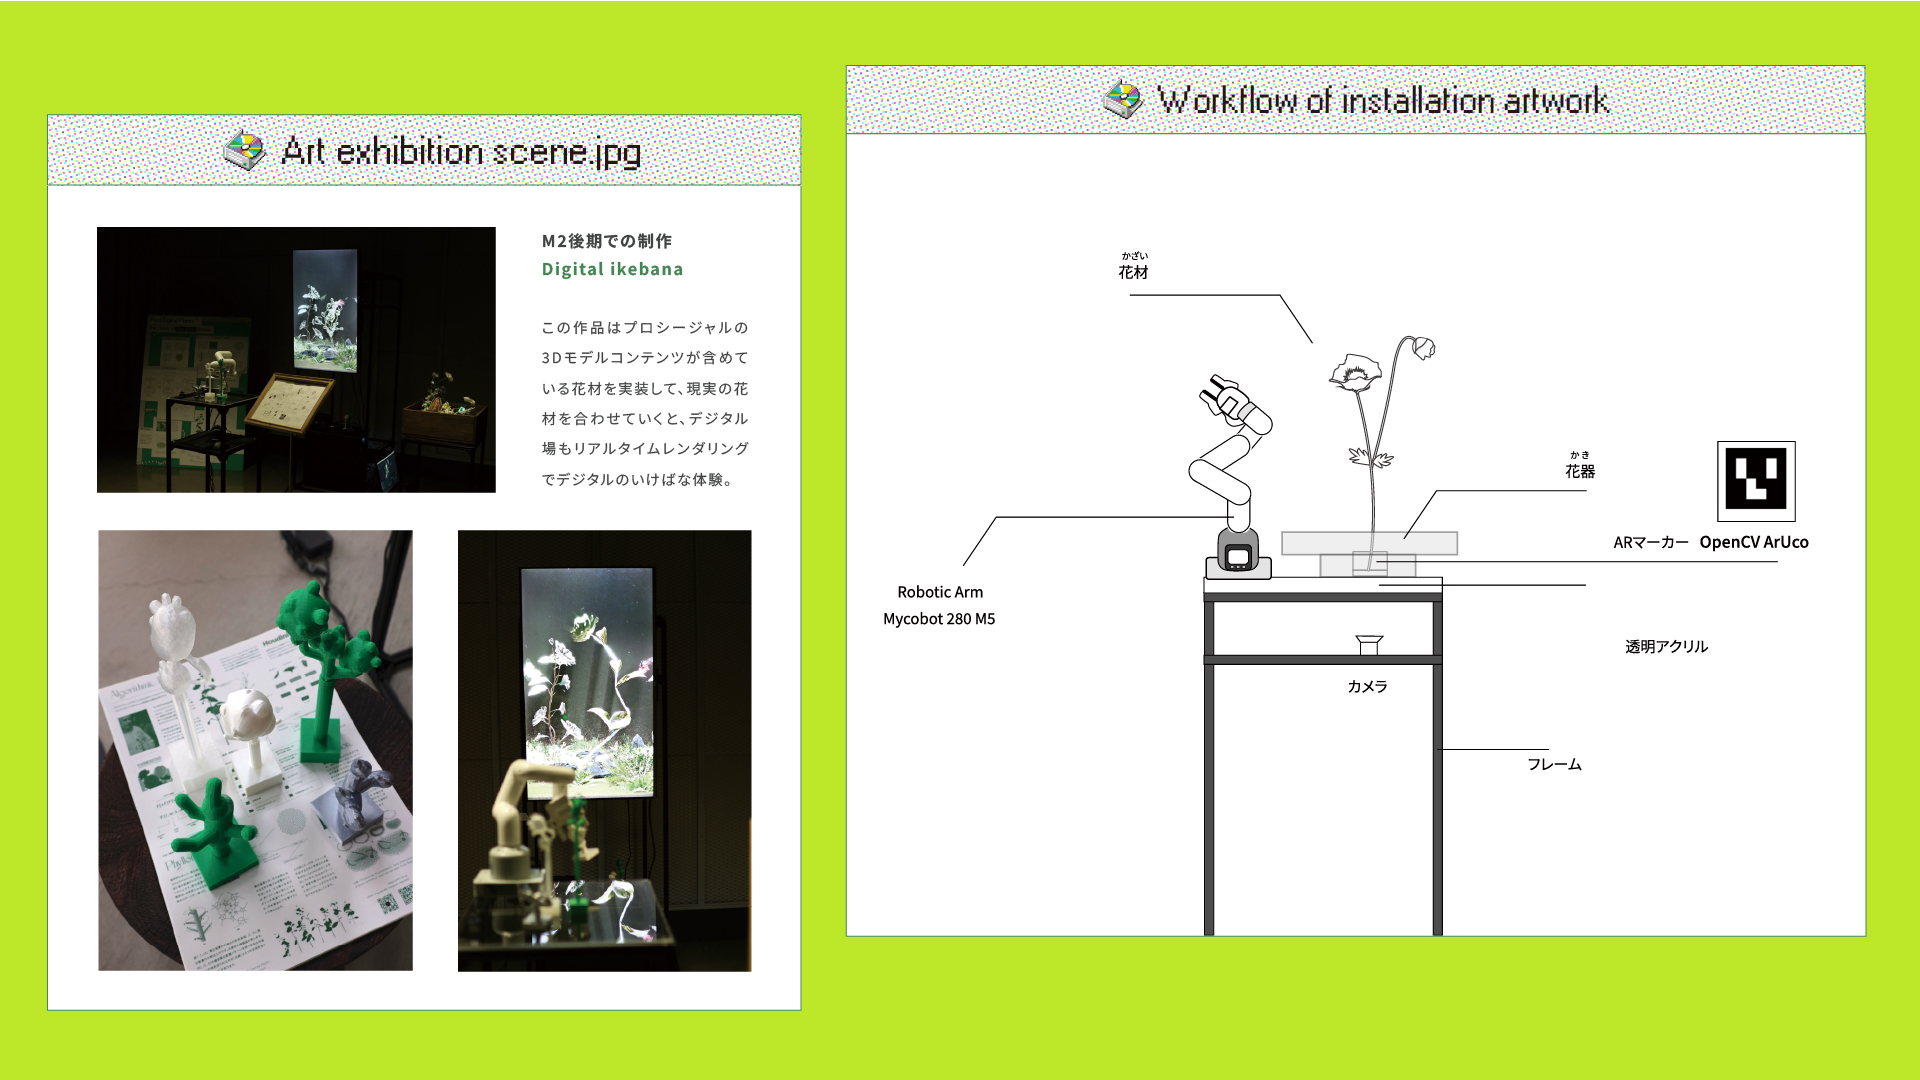 Art exhibition scene.jpg
M2後期での制作
Digital ikebana
この作品はプロシージャルの
3Dモデルコンテンツが含めて
いる花材を実装して、現実の花
材を合わせていくと、デジタル
場もリアルタイムレンダリング
でデジタルのいけばな体験。
Workflow of installation artwork
かざい
花材
かき
花器
ARマーカー OpenCV ArUco
Robotic Arm
Mycobot 280 M5
透明アクリル
カメラ
フレーム